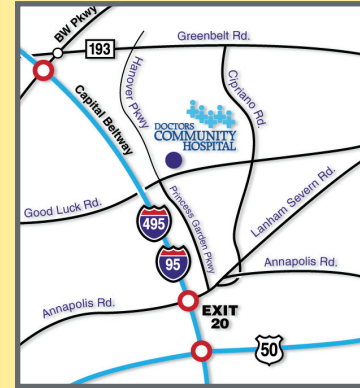 BW Pkwy
193
Greenbelt Rd.
Hanover Pkwy
Cipriano Rd.
Capital Beltway
DOCTORS
COMMUNITY
HOSPITAL
Good Luck Rd.
Princess Garden Pkwy
Lanham Severn Rd.
495
95
Annapolis Rd.
Annapolis Rd.
EXIT
20
50